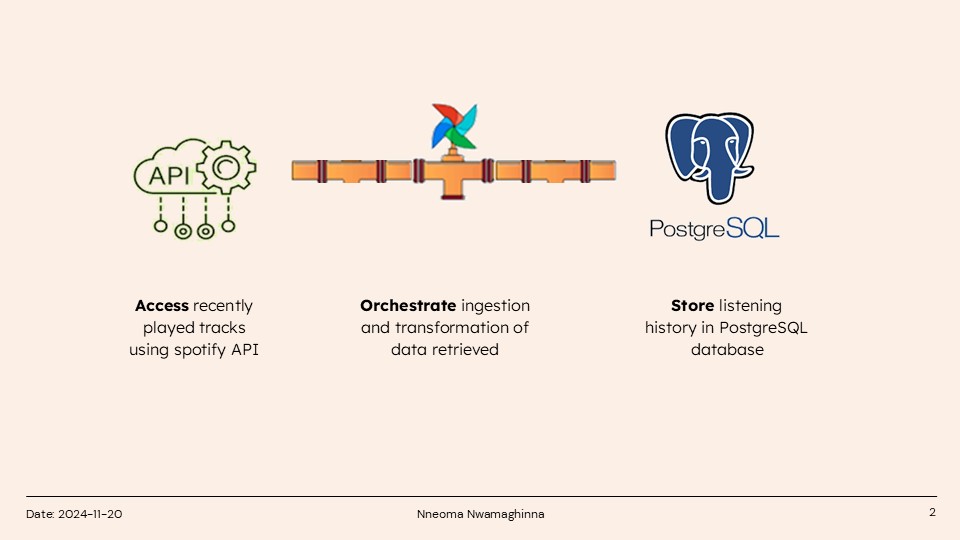 API
PostgreSQL
Access recently
played tracks
using spotify API
Orchestrate ingestion
and transformation of
data retrieved
Store listening
history in PostgreSQL
database
Date: 2024-11-20
Nneoma Nwamaghinna
2